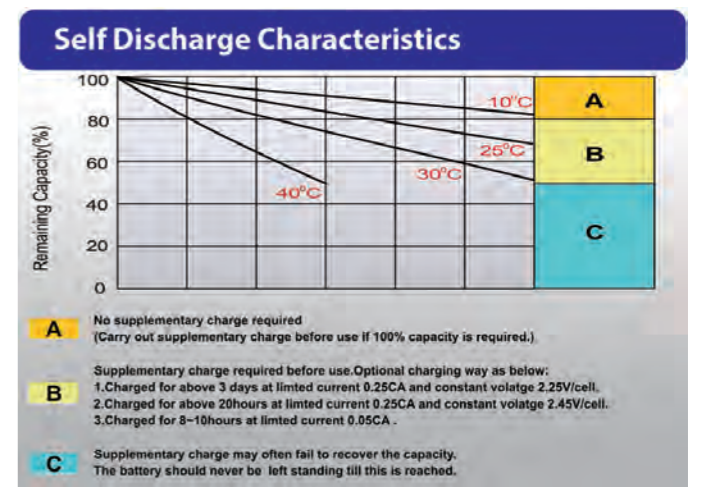 Self Discharge Characteristics
100
80
60
40
20
0
Remaining Capacity(%)
10°C
25°C
30°C
40°C
A
B
C
A
No supplementary charge required
(Carry out supplementary charge before use if 100% capacity is required.)
B
Supplementary charge required before use.Optional charging way as below:
1.Charged for above 3 days at limted current 0.25CA and constant volatge 2.25V/cell.
2.Charged for above 20hours at limted current 0.25CA and constant volatge 2.45V/cell.
3.Charged for 8~10hours at limted current 0.05CA .
C
Supplementary charge may often fail to recover the capacity.
The battery should never be left standing till this is reached.